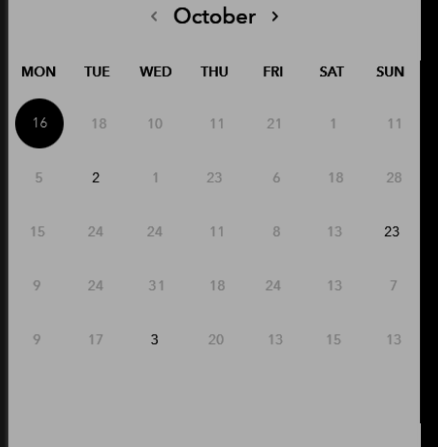 ‹ October ›
MON TUE WED THU FRI SAT SUN
16 18 10 11 21 1 11
5 2 1 23 6 18 28
15 24 24 11 8 13 23
9 24 31 18 24 13 7
9 17 3 20 13 15 13